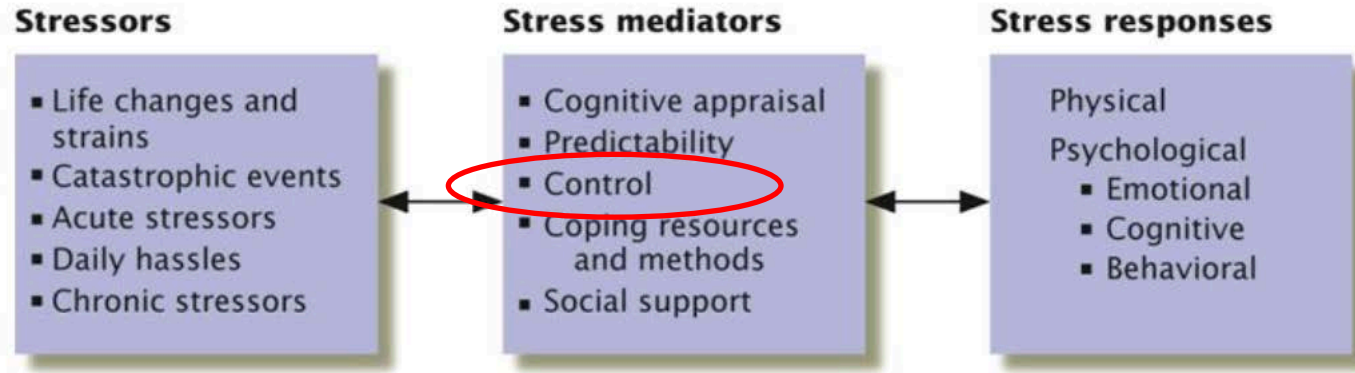 Stressors
▪ Life changes and
strains
▪ Catastrophic events
▪ Acute stressors
▪ Daily hassles
▪ Chronic stressors
Stress mediators
▪ Cognitive appraisal
▪ Predictability
▪ Control
▪ Coping resources
and methods
▪ Social support
Stress responses
Physical
Psychological
▪ Emotional
▪ Cognitive
▪ Behavioral